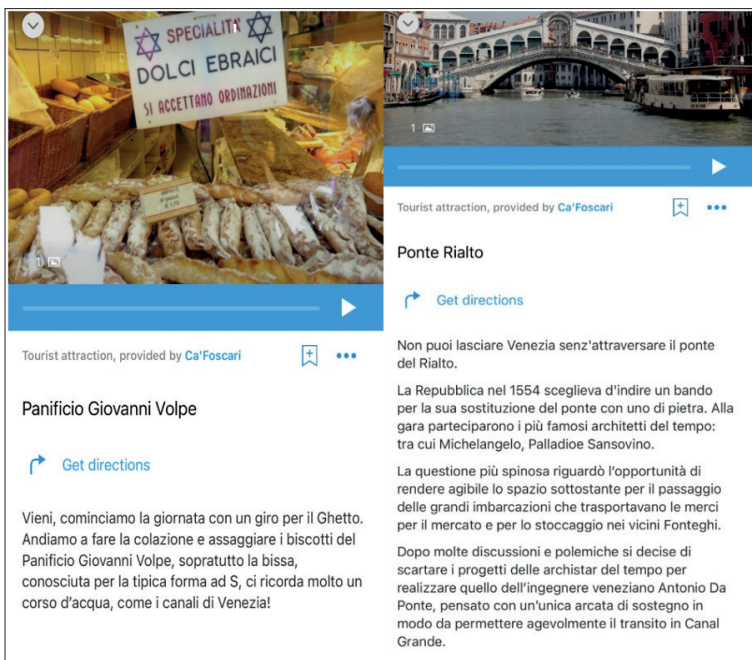 SPECIALITÀ
DOLCI EBRAICI
SI ACCETTANO ORDINAZIONI
1
1
Tourist attraction, provided by Ca'Foscari
Panificio Giovanni Volpe
Get directions
Vieni, cominciamo la giornata con un giro per il Ghetto.
Andiamo a fare la colazione e assaggiare i biscotti del
Panificio Giovanni Volpe, sopratutto la bissa,
conosciuta per la tipica forma ad S, ci ricorda molto un
corso d'acqua, come i canali di Venezia!
1
Tourist attraction, provided by Ca'Foscari
Ponte Rialto
Get directions
Non puoi lasciare Venezia senz'attraversare il ponte
del Rialto.
La Repubblica nel 1554 sceglieva d'indire un bando
per la sua sostituzione del ponte con uno di pietra. Alla
gara parteciparono i più famosi architetti del tempo:
tra cui Michelangelo, Palladioe Sansovino.
La questione più spinosa riguardò l'opportunità di
rendere agibile lo spazio sottostante per il passaggio
delle grandi imbarcazioni che trasportavano le merci
per il mercato e per lo stoccaggio nei vicini Fonteghi.
Dopo molte discussioni e polemiche si decise di
scartare i progetti delle archistar del tempo per
realizzare quello dell'ingegnere veneziano Antonio Da
Ponte, pensato con un'unica arcata di sostegno in
modo da permettere agevolmente il transito in Canal
Grande.